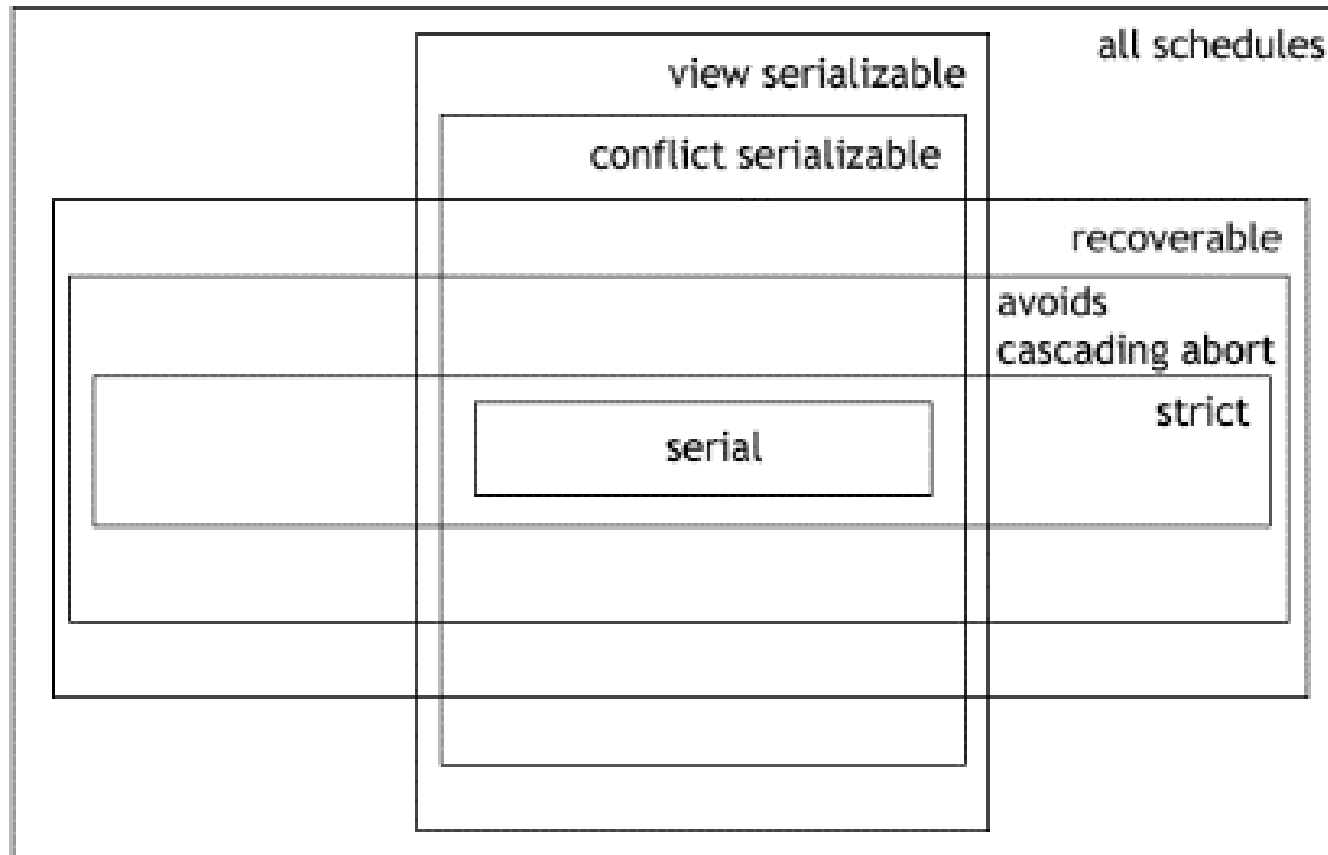 all schedules
view serializable
conflict serializable
recoverable
avoids
cascading abort
strict
serial